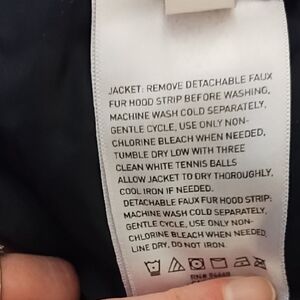 JACKET: REMOVE DETACHABLE FAUX
FUR HOOD STRIP BEFORE WASHING,
MACHINE WASH COLD SEPARATELY,
GENTLE CYCLE, USE ONLY NON-
CHLORINE BLEACH WHEN NEEDED,
TUMBLE DRY LOW WITH THREE
CLEAN WHITE TENNIS BALLS
ALLOW JACKET TO DRY THOROUGHLY,
COOL IRON IF NEEDED.
DETACHABLE FAUX FUR HOOD STRIP:
MACHINE WASH COLD SEPARATELY,
GENTLE CYCLE, USE ONLY NON-
CHLORINE BLEACH WHEN NEEDED,
LINE DRY, DO NOT IRON.
RN#